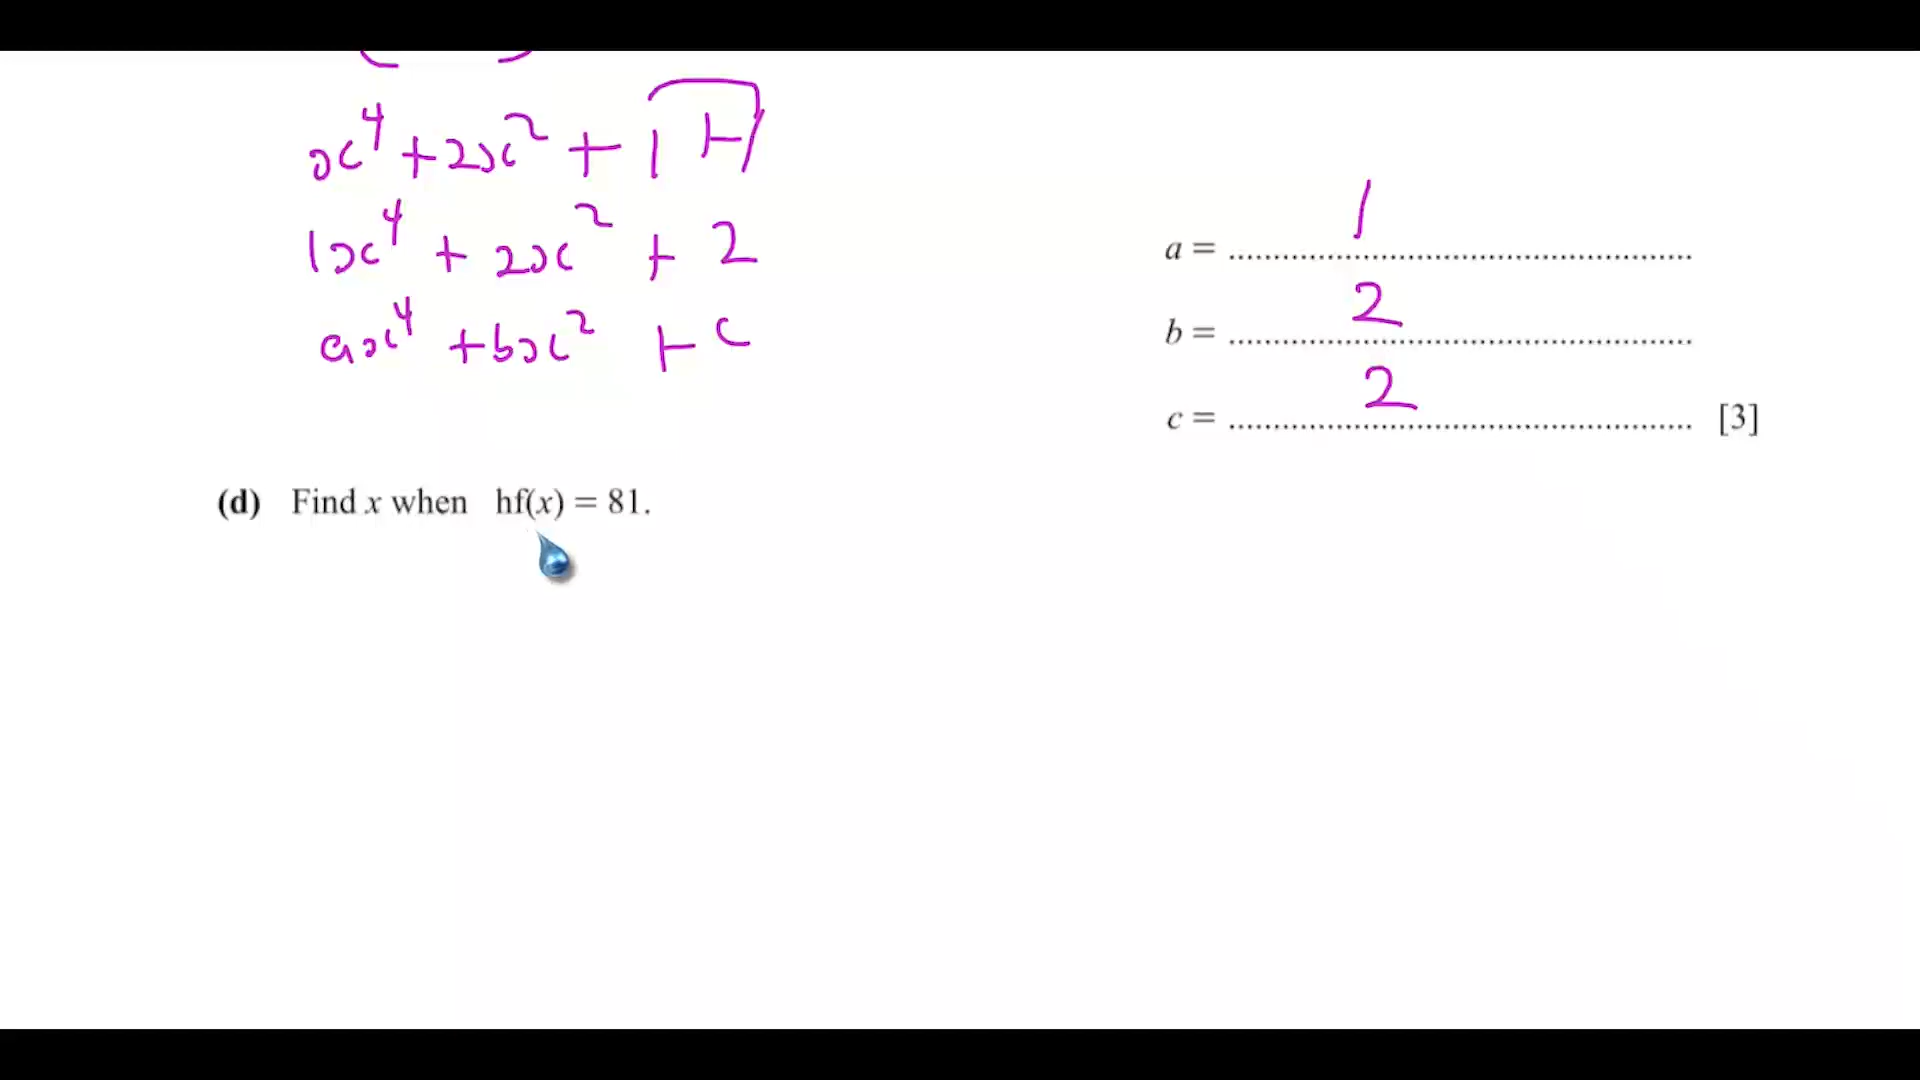 x⁴ + 2x² + 1 + 1
1x⁴ + 2x² + 2
ax⁴ + bx² + c
a = 1
b = 2
c = 2 [3]
(d) Find x when hf(x) = 81.